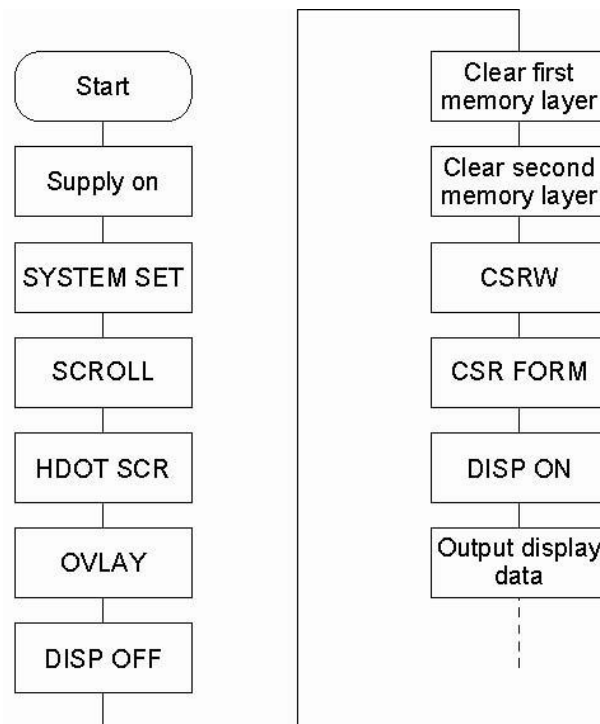 Start
Supply on
SYSTEM SET
SCROLL
HDOT SCR
OVLAY
DISP OFF
Clear first
memory layer
Clear second
memory layer
CSRW
CSR FORM
DISP ON
Output display
data